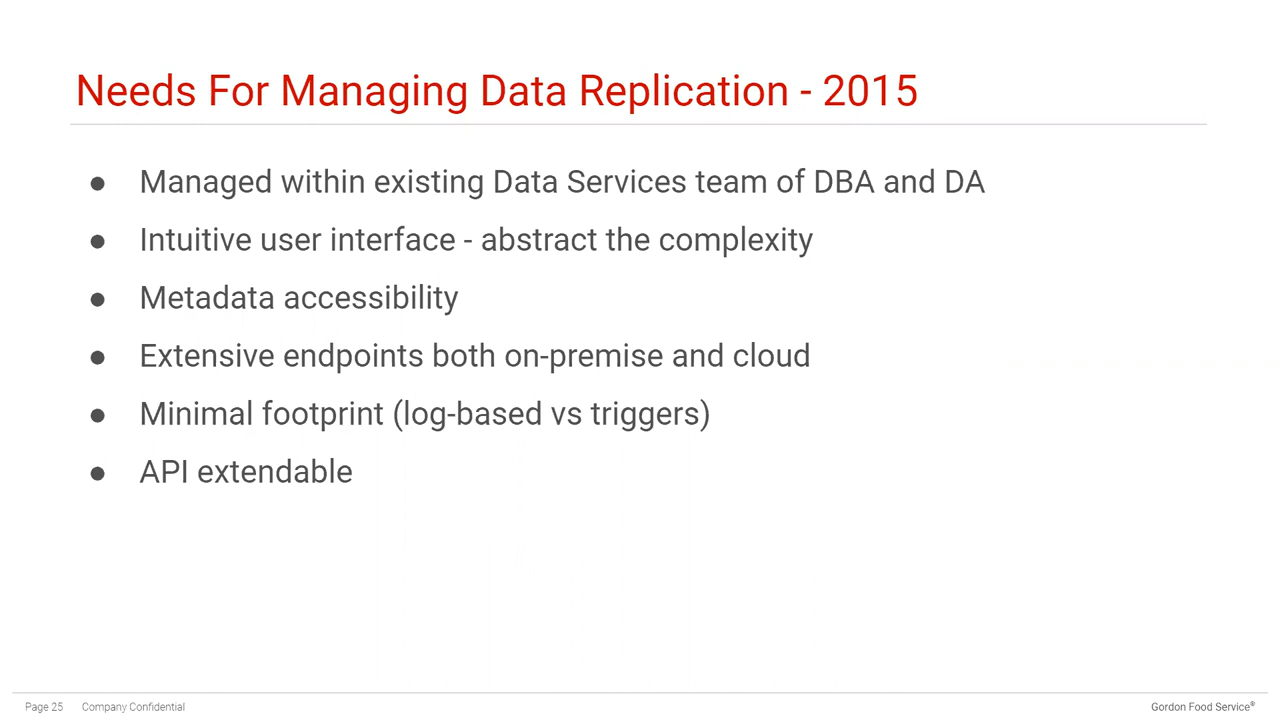 Needs For Managing Data Replication - 2015
● Managed within existing Data Services team of DBA and DA
● Intuitive user interface - abstract the complexity
● Metadata accessibility
● Extensive endpoints both on-premise and cloud
● Minimal footprint (log-based vs triggers)
● API extendable
Page 25 Company Confidential Gordon Food Service®